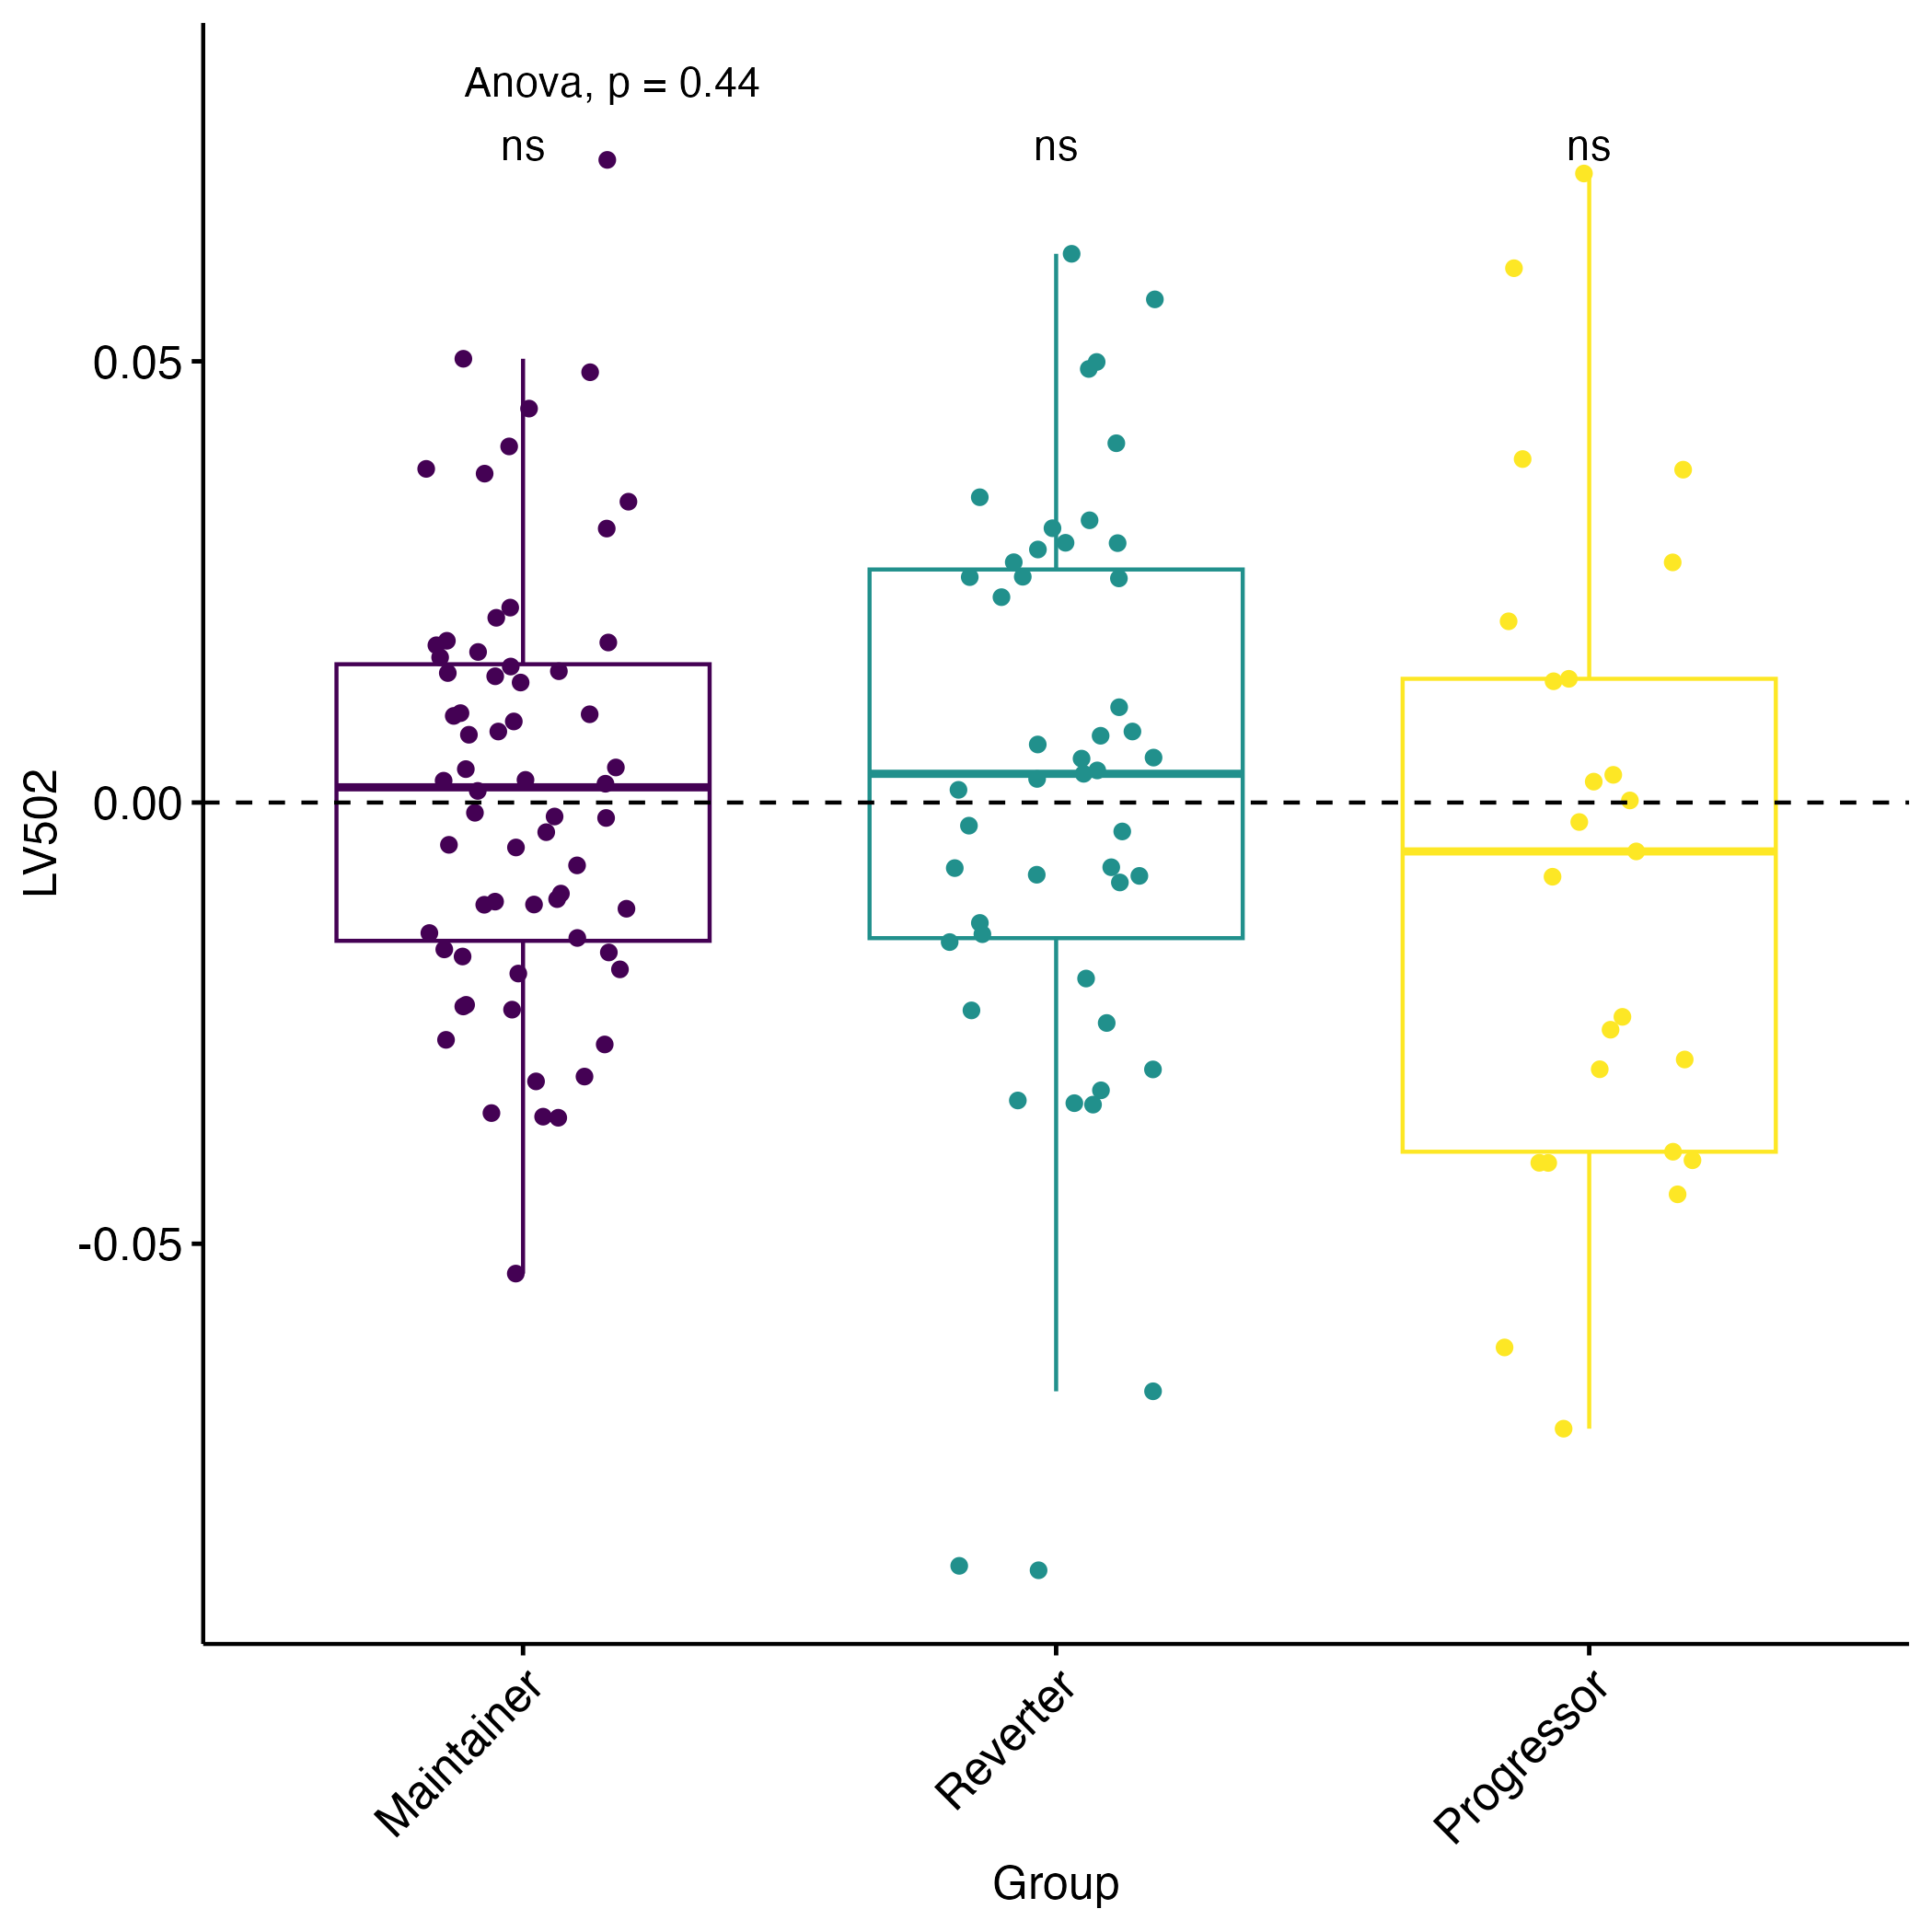 Anova, p = 0.44
ns ns ns
0.05
0.00
-0.05
LV502
Maintainer
Reverter
Progressor
Group